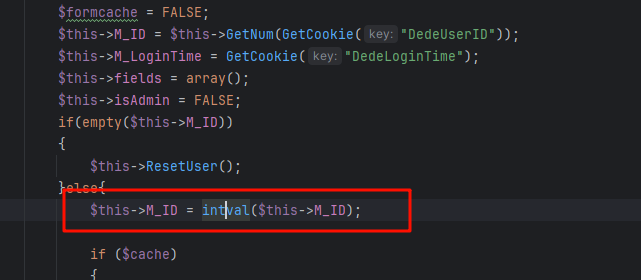 $formcache = FALSE;
$this->M_ID = $this->GetNum(GetCookie( key: "DedeUserID"));
$this->M_LoginTime = GetCookie( key: "DedeLoginTime");
$this->fields = array();
$this->isAdmin = FALSE;
if(empty($this->M_ID))
{
$this->ResetUser();
}else{
$this->M_ID = intval($this->M_ID);
if ($cache)
{